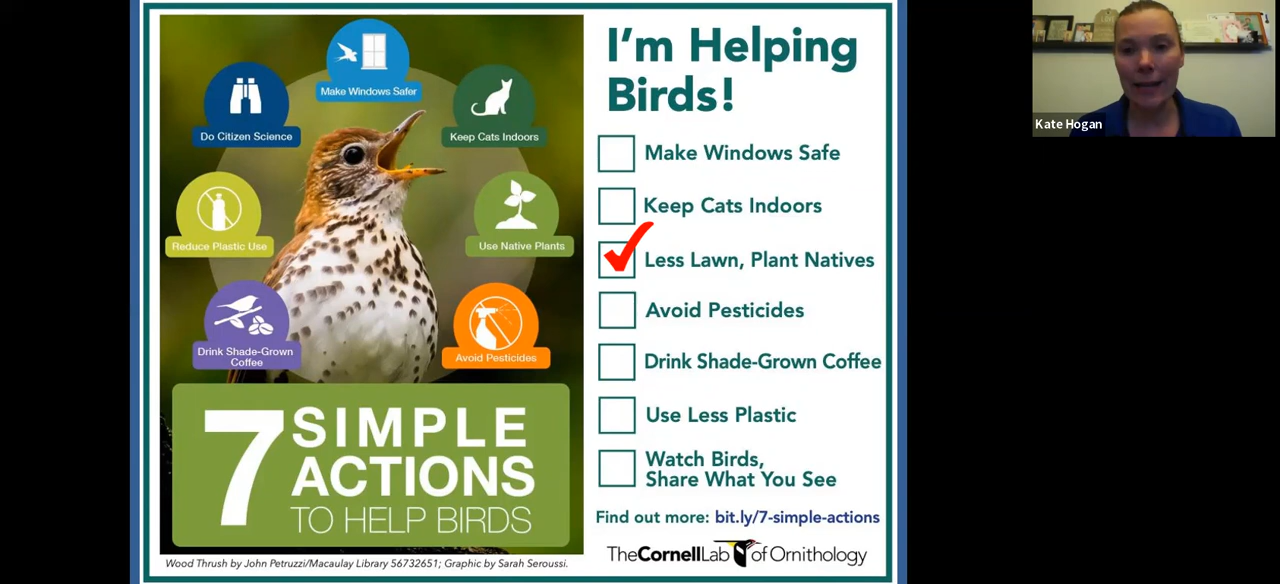 Make Windows Safer
Do Citizen Science
Keep Cats Indoors
Reduce Plastic Use
Use Native Plants
Drink Shade-Grown
Coffee
Avoid Pesticides
7 SIMPLE
ACTIONS
TO HELP BIRDS
Wood Thrush by John Petruzzi/Macaulay Library 56732651; Graphic by Sarah Seroussi.
I'm Helping
Birds!
Make Windows Safe
Keep Cats Indoors
Less Lawn, Plant Natives
Avoid Pesticides
Drink Shade-Grown Coffee
Use Less Plastic
Watch Birds,
Share What You See
Find out more: bit.ly/7-simple-actions
TheCornellLab of Ornithology
Kate Hogan